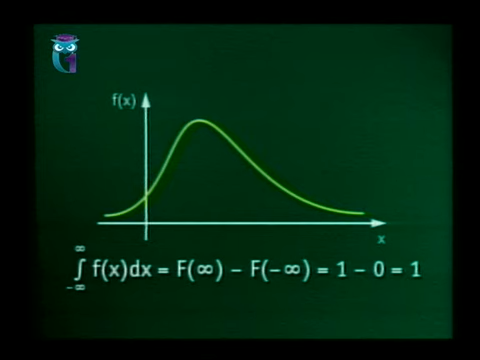 f(x)
x
∞
∫ f(x)dx = F(∞) − F(−∞) = 1 − 0 = 1
−∞